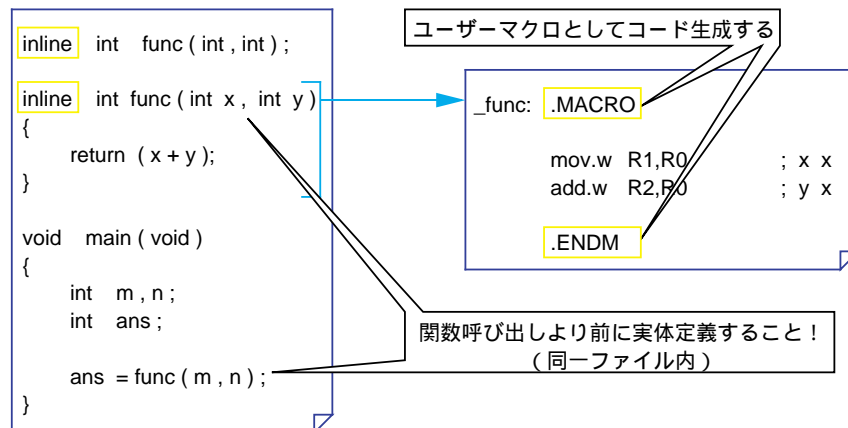 inline int func ( int , int ) ;
inline int func ( int x , int y )
{
return ( x + y );
}
void main ( void )
{
int m , n ;
int ans ;
ans = func ( m , n ) ;
}
ユーザーマクロとしてコード生成する
_func: .MACRO
mov.w R1,R0 ; x x
add.w R2,R0 ; y x
.ENDM
関数呼び出しより前に実体定義すること！
（同一ファイル内）